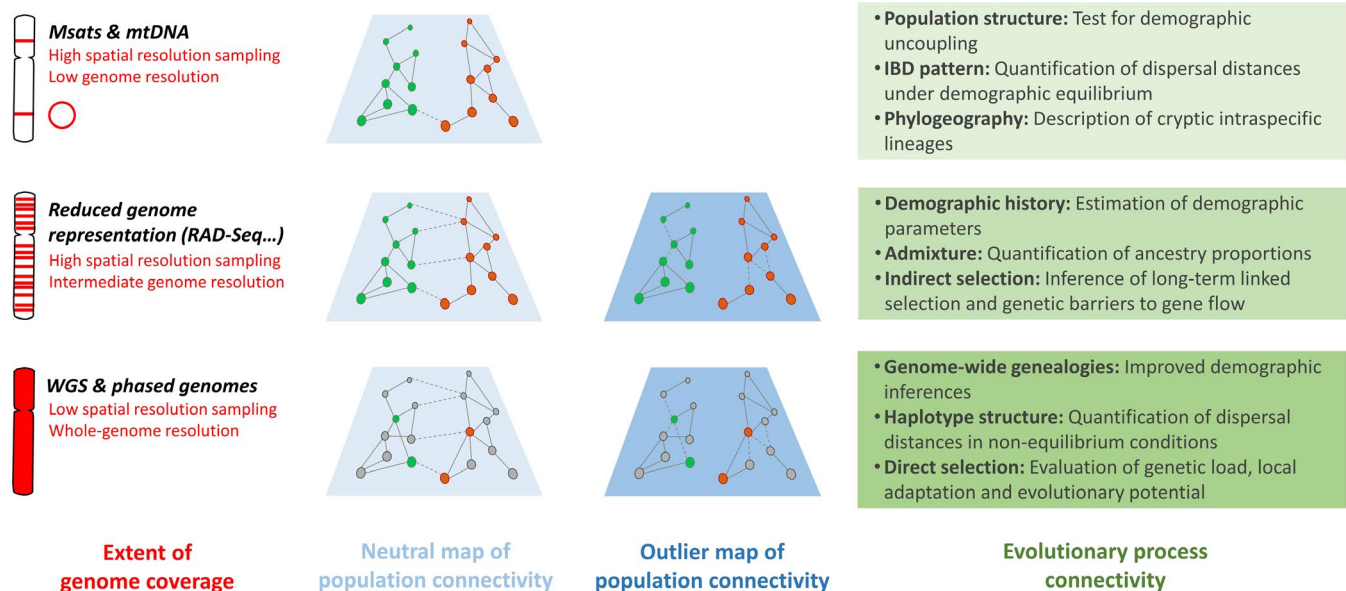 Msats & mtDNA
High spatial resolution sampling
Low genome resolution
• Population structure: Test for demographic
uncoupling
• IBD pattern: Quantification of dispersal distances
under demographic equilibrium
• Phylogeography: Description of cryptic intraspecific
lineages
Reduced genome
representation (RAD-Seq…)
High spatial resolution sampling
Intermediate genome resolution
• Demographic history: Estimation of demographic
parameters
• Admixture: Quantification of ancestry proportions
• Indirect selection: Inference of long-term linked
selection and genetic barriers to gene flow
WGS & phased genomes
Low spatial resolution sampling
Whole-genome resolution
• Genome-wide genealogies: Improved demographic
inferences
• Haplotype structure: Quantification of dispersal
distances in non-equilibrium conditions
• Direct selection: Evaluation of genetic load, local
adaptation and evolutionary potential
Extent of
genome coverage
Neutral map of
population connectivity
Outlier map of
population connectivity
Evolutionary process
connectivity